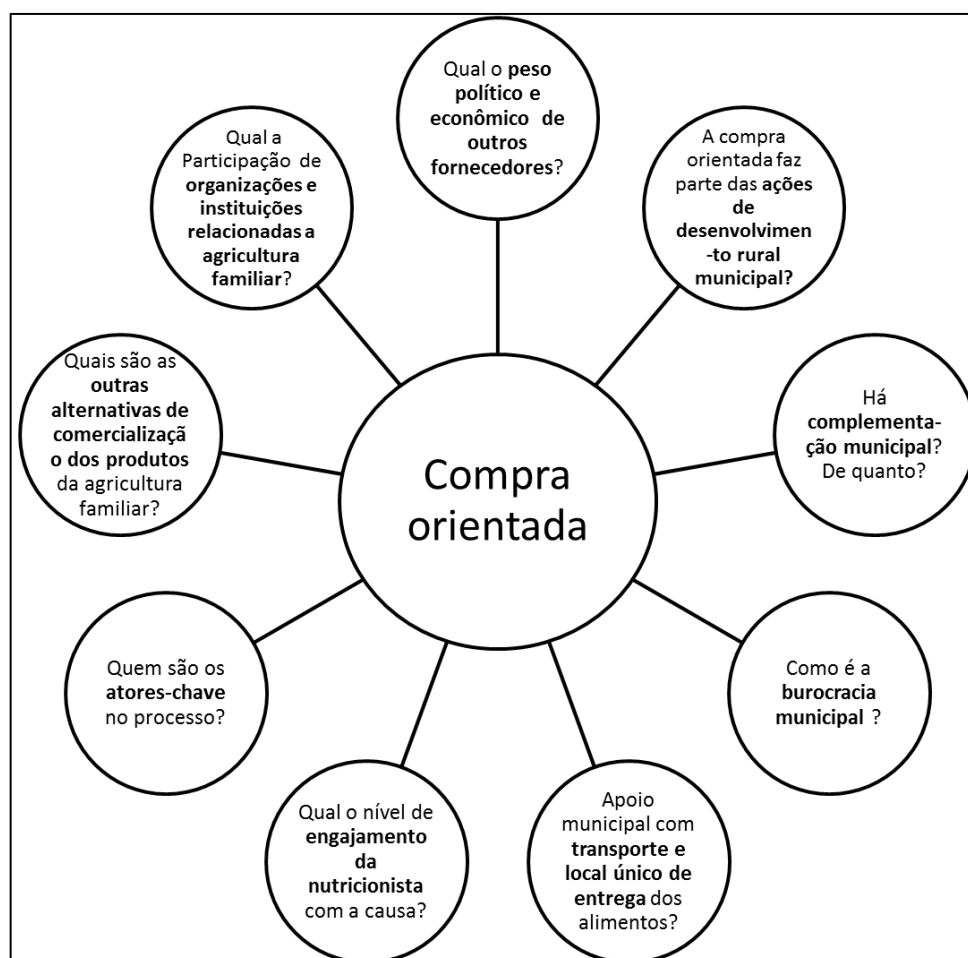 Qual o peso
político e
econômico de
outros
fornecedores?
A compra
orientada faz
parte das ações
de
desenvolvimen
-to rural
municipal?
Há
complementa-
ção municipal?
De quanto?
Como é a
burocracia
municipal ?
Apoio
municipal com
transporte e
local único de
entrega dos
alimentos?
Qual o nível de
engajamento
da
nutricionista
com a causa?
Quem são os
atores-chave
no processo?
Quais são as
outras
alternativas de
comercializaçã
o dos produtos
da agricultura
familiar?
Qual a
Participação de
organizações e
instituições
relacionadas a
agricultura
familiar?
Compra
orientada